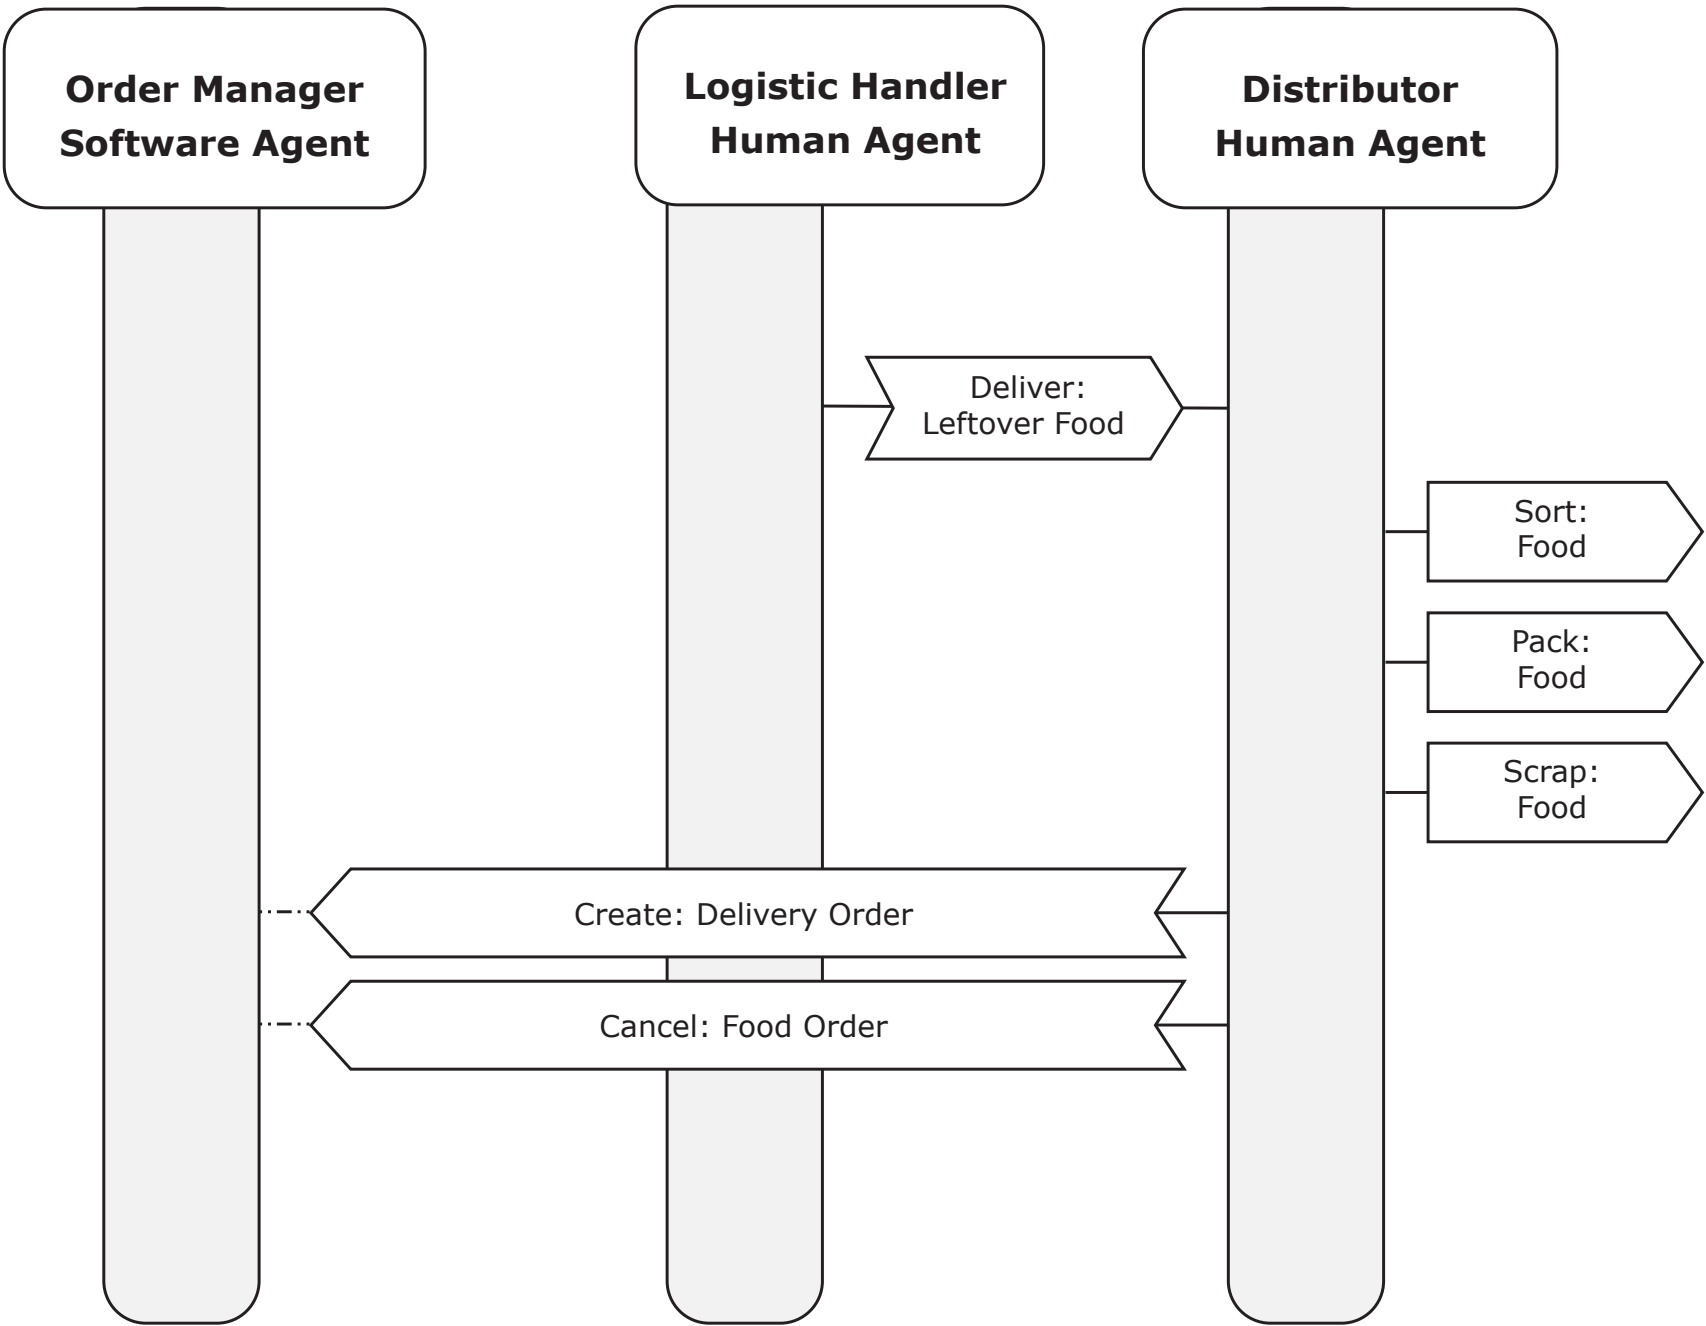 Order Manager
Software Agent
Logistic Handler
Human Agent
Distributor
Human Agent
Deliver:
Leftover Food
Sort:
Food
Pack:
Food
Scrap:
Food
Create: Delivery Order
Cancel: Food Order